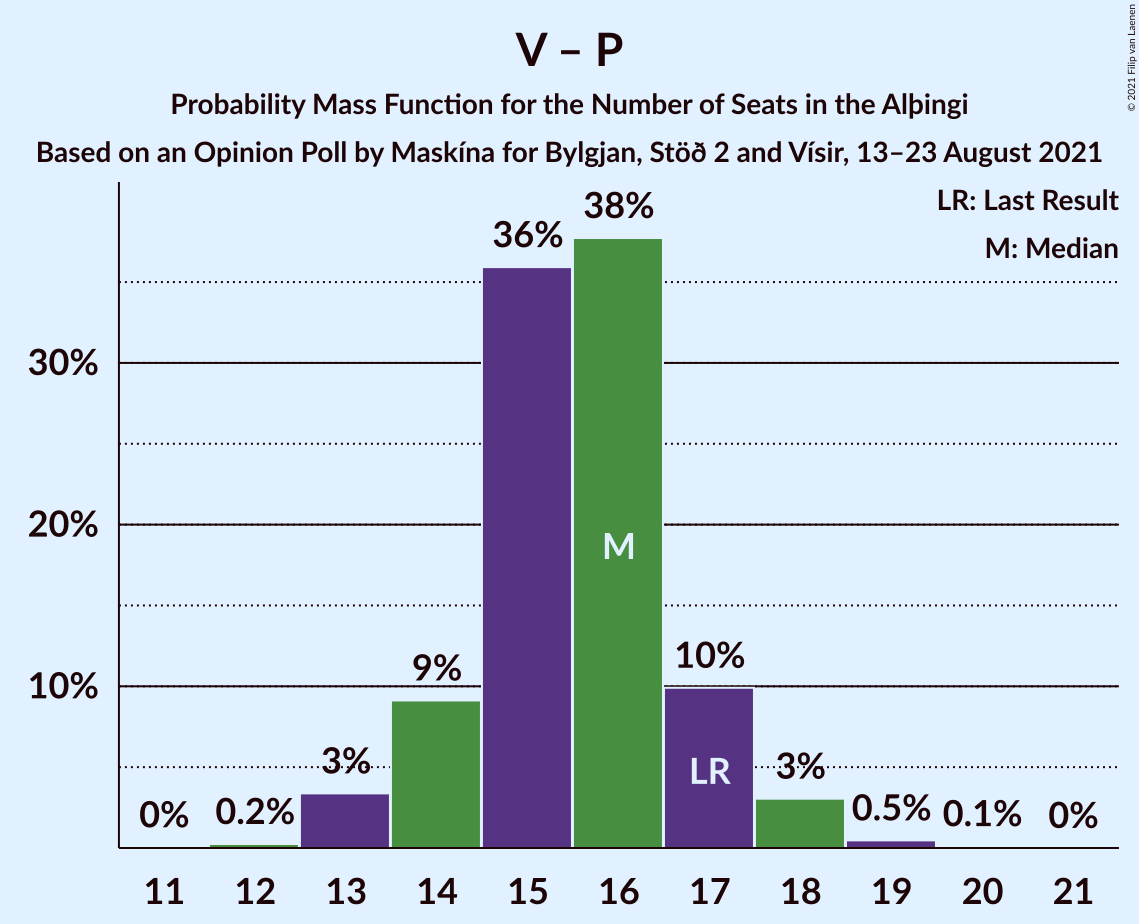 © 2021 Filip van Laenen
V – P
Probability Mass Function for the Number of Seats in the Alþingi
Based on an Opinion Poll by Maskína for Bylgjan, Stöð 2 and Vísir, 13–23 August 2021
LR: Last Result
M: Median
30%
20%
10%
0%
0.2%
3%
9%
36%
38%
10%
3%
0.5%
0.1%
0%
M
LR
11 12 13 14 15 16 17 18 19 20 21